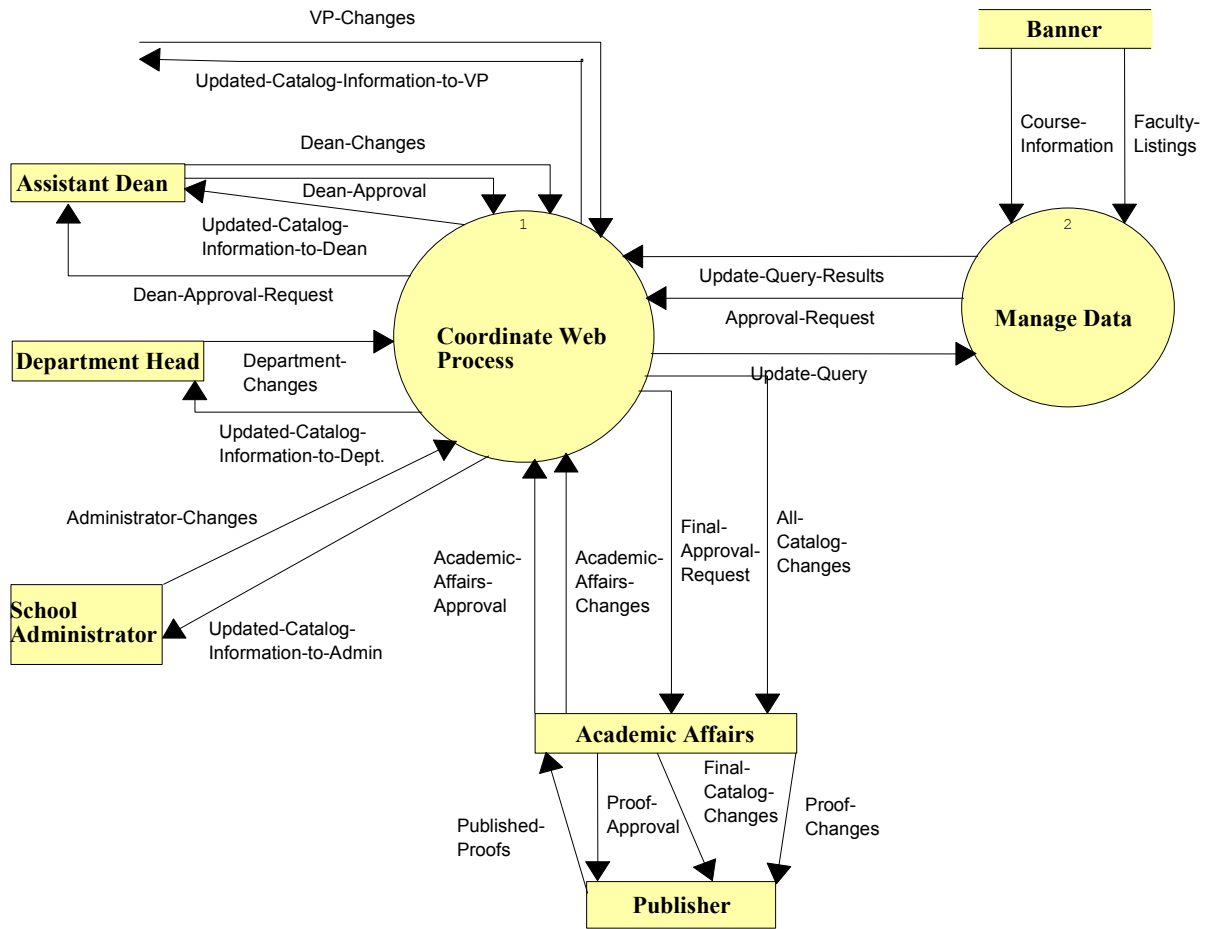 VP-Changes
Banner
Updated-Catalog-Information-to-VP
Course-
Information
Faculty-
Listings
Dean-Changes
Assistant Dean
Dean-Approval
Updated-Catalog-
Information-to-Dean
1
2
Dean-Approval-Request
Update-Query-Results
Approval-Request
Manage Data
Coordinate Web
Process
Department Head
Department-
Changes
Update-Query
Updated-Catalog-
Information-to-Dept.
Administrator-Changes
Academic-
Affairs-
Approval
Academic-
Affairs-
Changes
Final-
Approval-
Request
All-
Catalog-
Changes
School
Administrator
Updated-Catalog-
Information-to-Admin
Academic Affairs
Published-
Proofs
Proof-
Approval
Final-
Catalog-
Changes
Proof-
Changes
Publisher